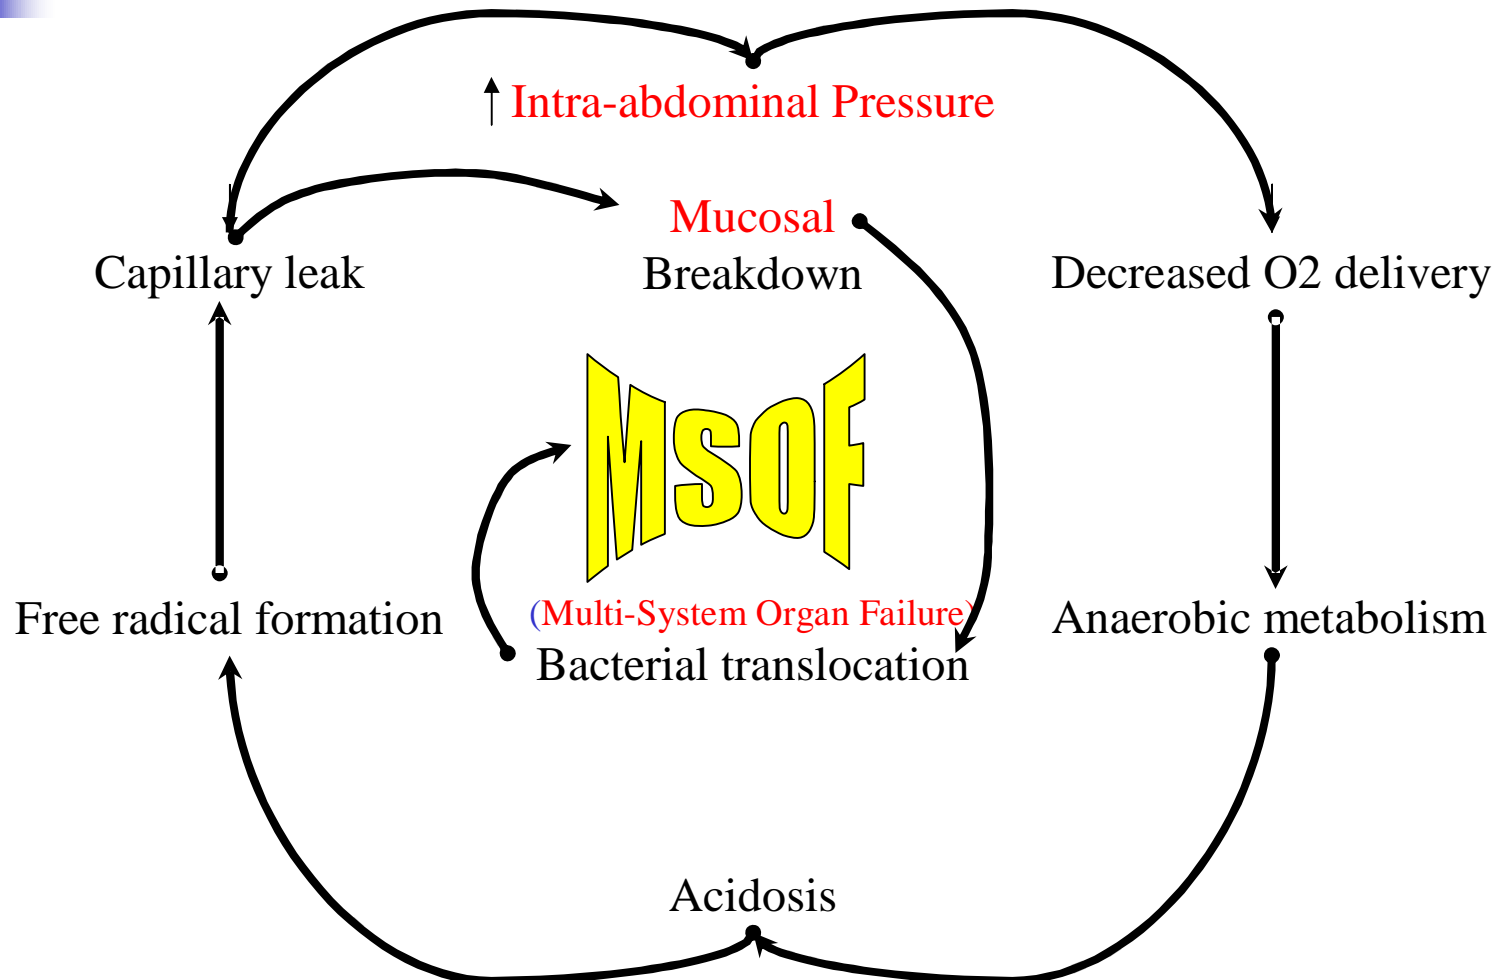 ↑ Intra-abdominal Pressure
Mucosal
Breakdown
Capillary leak
Decreased O2 delivery
MSOF
(Multi-System Organ Failure)
Free radical formation
Anaerobic metabolism
Bacterial translocation
Acidosis